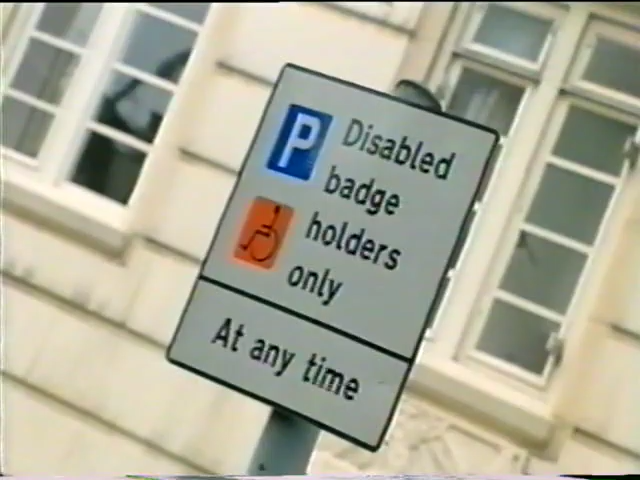 P Disabled
badge
holders
only
At any time